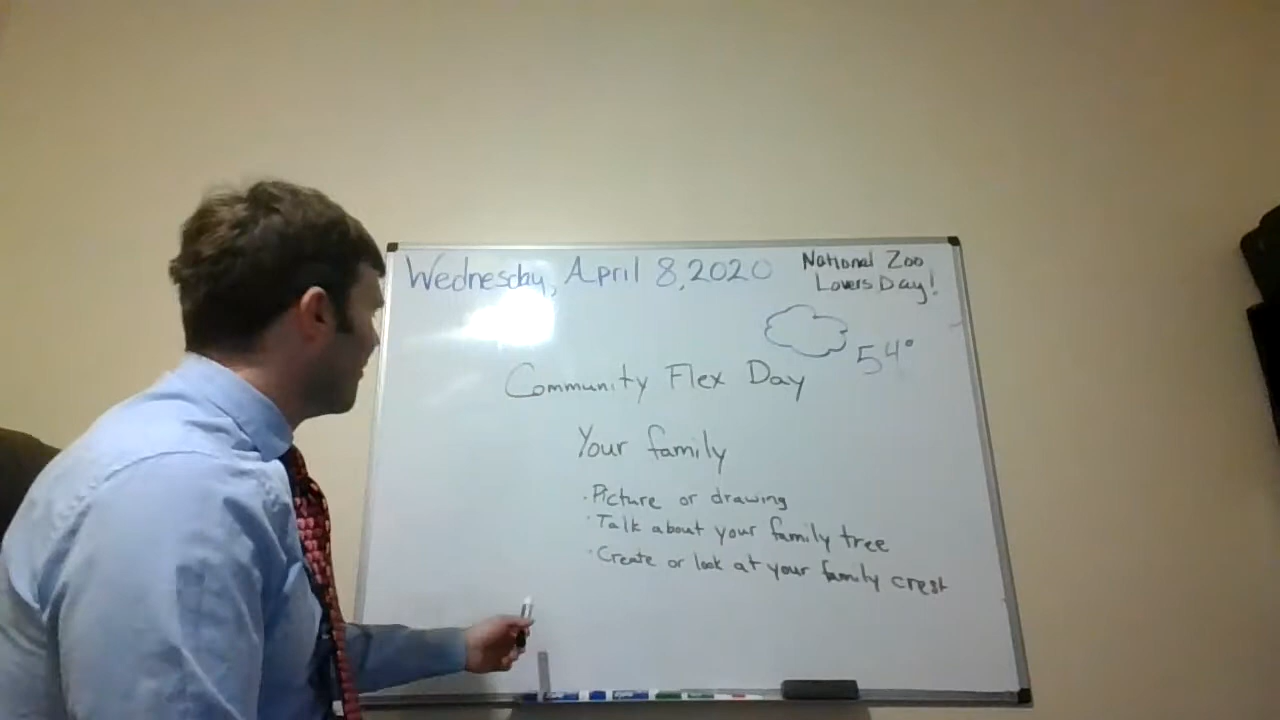 Wednesday, April 8, 2020
National Zoo
Lovers Day!
54°
Community Flex Day
Your family
· Picture or drawing
· Talk about your family tree
· Create or look at your family crest